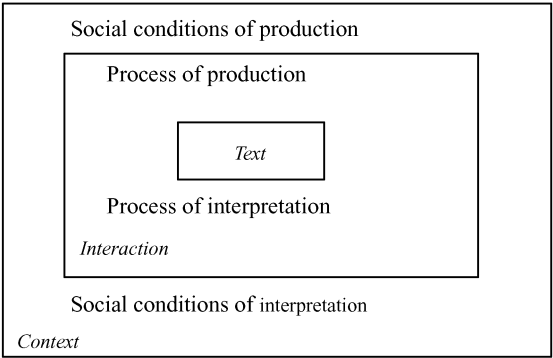 Social conditions of production
Process of production
Text
Process of interpretation
Interaction
Social conditions of interpretation
Context